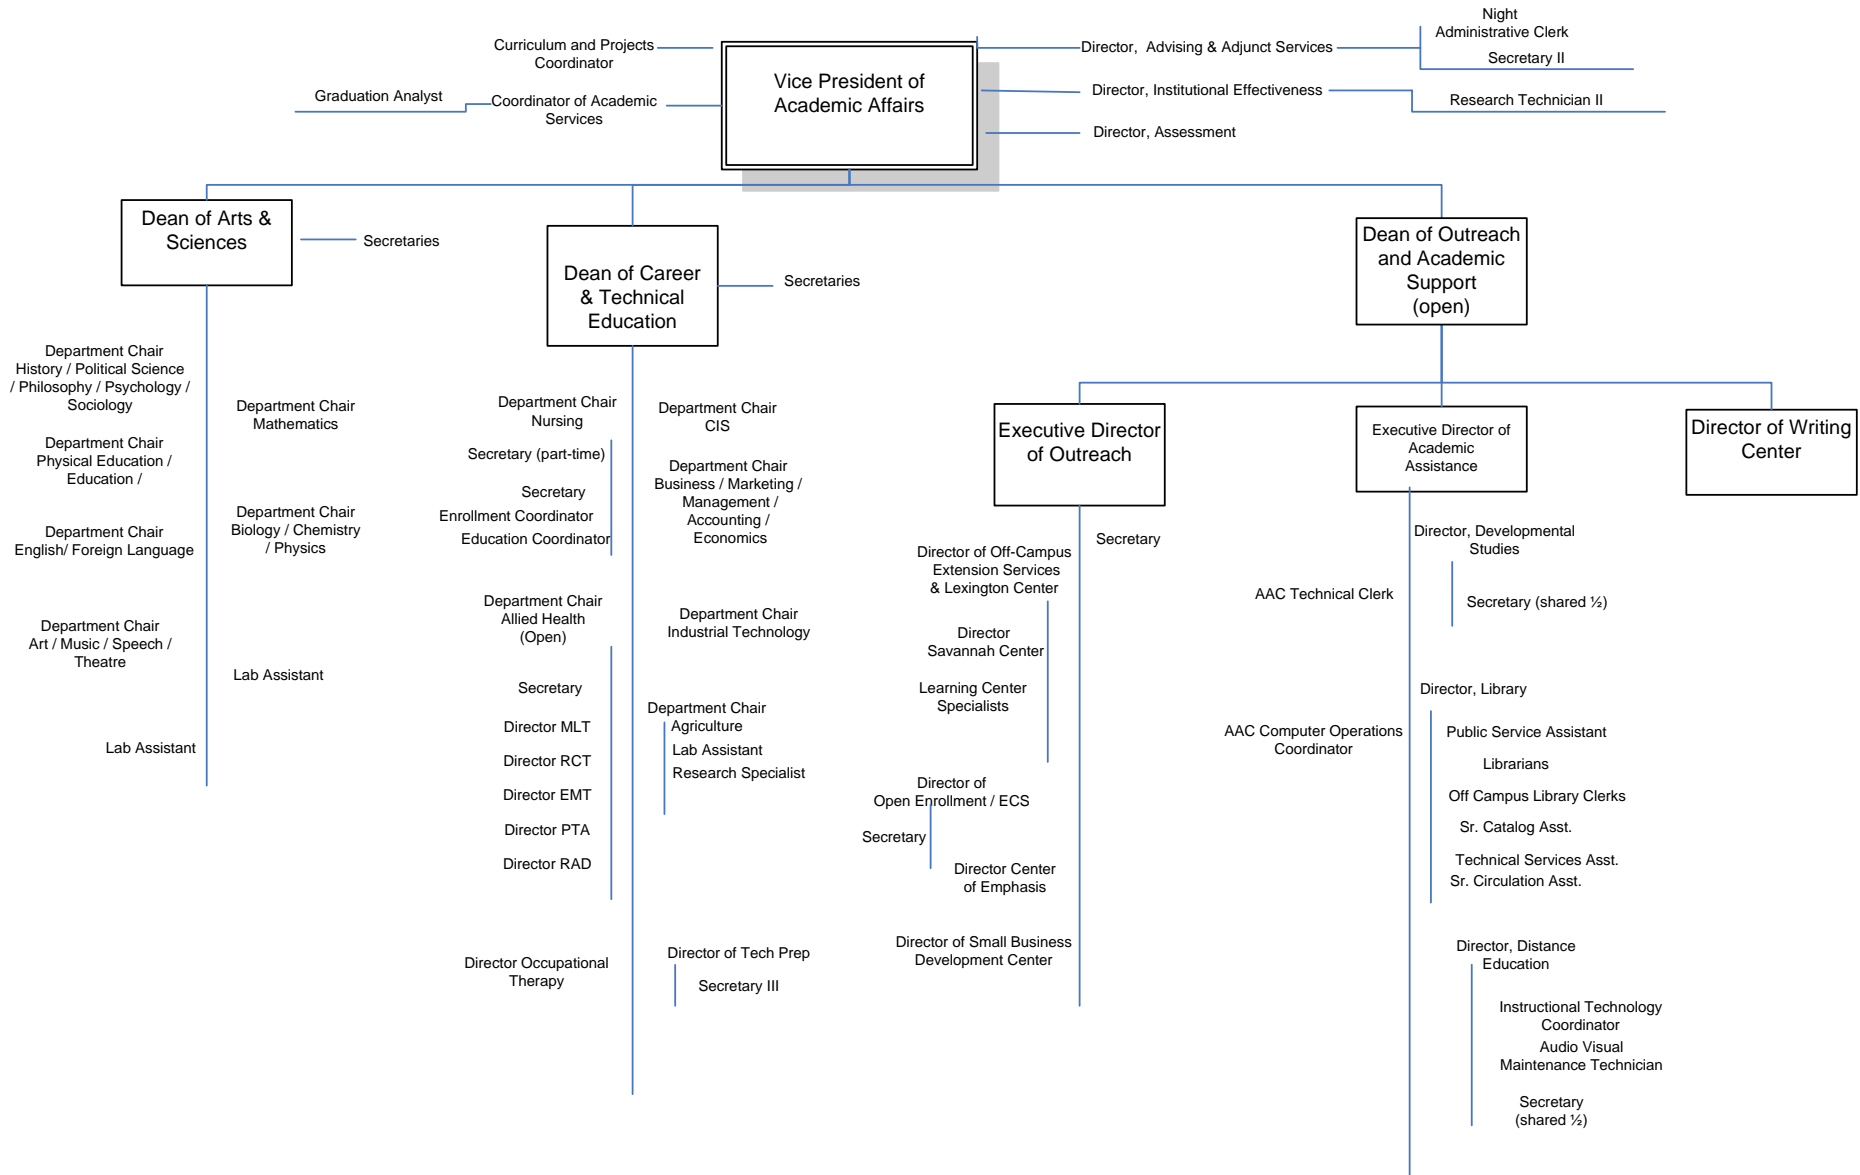 Night
Administrative Clerk
Secretary II
Curriculum and Projects
Coordinator
Director, Advising & Adjunct Services
Vice President of
Academic Affairs
Graduation Analyst
Coordinator of Academic
Services
Director, Institutional Effectiveness
Research Technician II
Director, Assessment
Dean of Arts &
Sciences
Secretaries
Dean of Career
& Technical
Education
Secretaries
Dean of Outreach
and Academic
Support
(open)
Department Chair
History / Political Science
/ Philosophy / Psychology /
Sociology
Department Chair
Mathematics
Department Chair
Physical Education /
Education /
Department Chair
Biology / Chemistry
/ Physics
Department Chair
English/ Foreign Language
Department Chair
Art / Music / Speech /
Theatre
Lab Assistant
Lab Assistant
Department Chair
Nursing
Secretary (part-time)
Secretary
Enrollment Coordinator
Education Coordinator
Department Chair
CIS
Department Chair
Business / Marketing /
Management /
Accounting /
Economics
Department Chair
Allied Health
(Open)
Secretary
Director MLT
Director RCT
Director EMT
Director PTA
Director RAD
Department Chair
Industrial Technology
Department Chair
Agriculture
Lab Assistant
Research Specialist
Director Occupational
Therapy
Director of Tech Prep
Secretary III
Executive Director
of Outreach
Secretary
Director of Off-Campus
Extension Services
& Lexington Center
Director
Savannah Center
Learning Center
Specialists
Director of
Open Enrollment / ECS
Secretary
Director Center
of Emphasis
Director of Small Business
Development Center
Executive Director of
Academic
Assistance
Director, Developmental
Studies
Secretary (shared ½)
AAC Technical Clerk
Director, Library
AAC Computer Operations
Coordinator
Public Service Assistant
Librarians
Off Campus Library Clerks
Sr. Catalog Asst.
Technical Services Asst.
Sr. Circulation Asst.
Director, Distance
Education
Instructional Technology
Coordinator
Audio Visual
Maintenance Technician
Secretary
(shared ½)
Director of Writing
Center